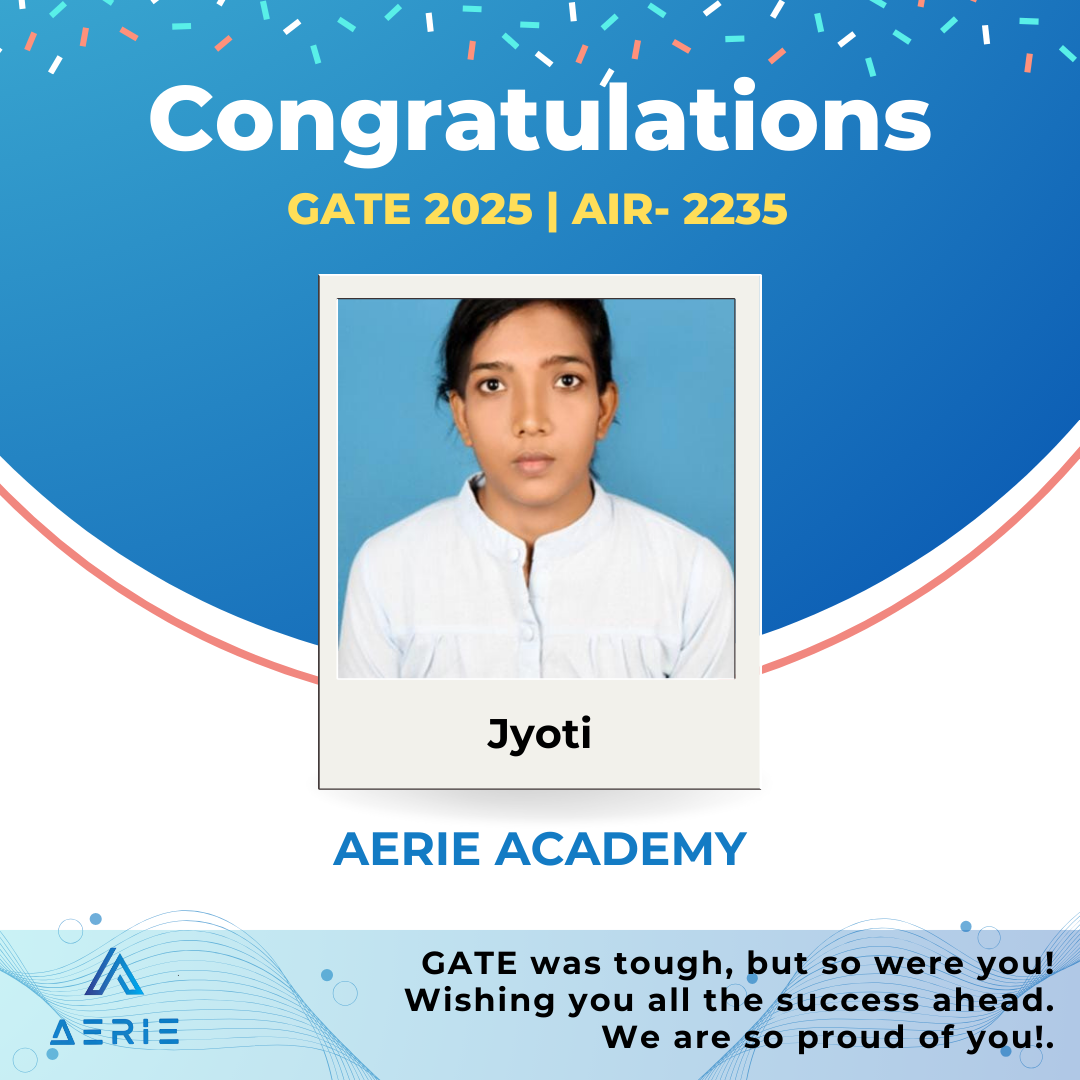 Congratulations
GATE 2025 | AIR- 2235
Jyoti
AERIE ACADEMY
GATE was tough, but so were you!
Wishing you all the success ahead.
We are so proud of you!.
AERIE